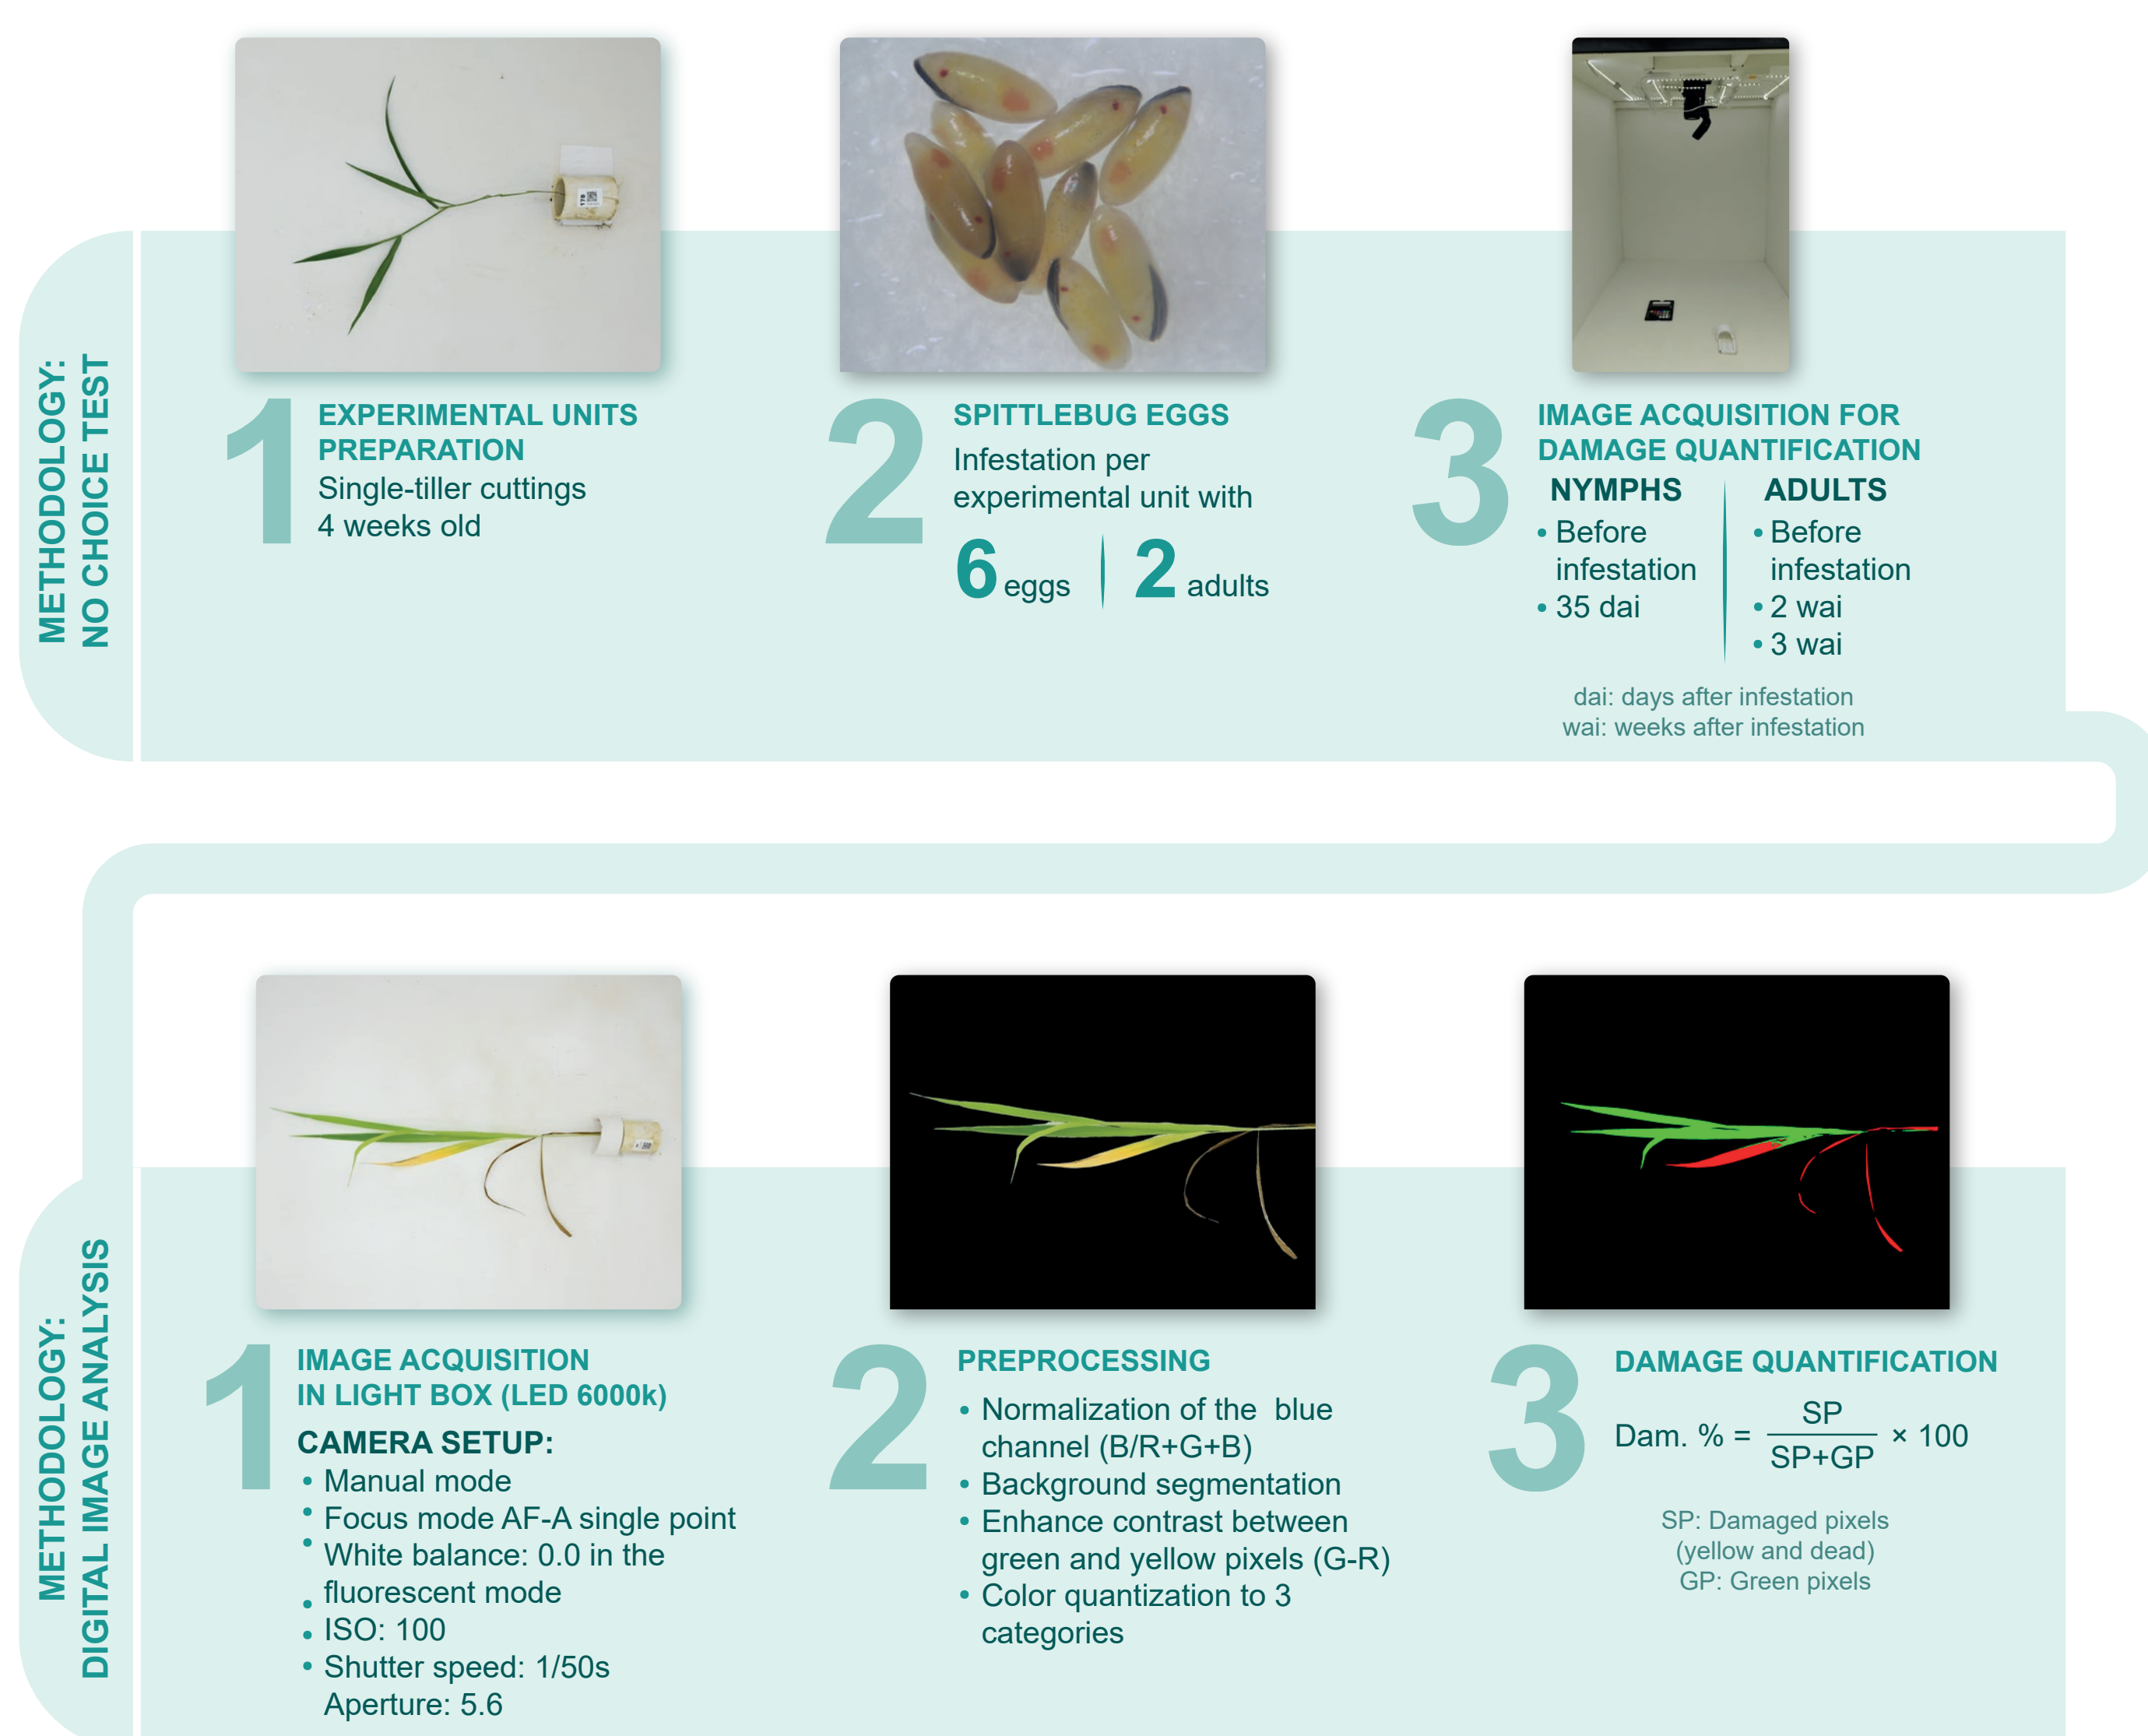 METHODOLOGY:
NO CHOICE TEST
1
EXPERIMENTAL UNITS
PREPARATION
Single-tiller cuttings
4 weeks old
2
SPITTLEBUG EGGS
Infestation per
experimental unit with
6 eggs
2 adults
3
IMAGE ACQUISITION FOR
DAMAGE QUANTIFICATION
NYMPHS
• Before
infestation
• 35 dai
ADULTS
• Before
infestation
• 2 wai
• 3 wai
dai: days after infestation
wai: weeks after infestation
METHODOLOGY:
DIGITAL IMAGE ANALYSIS
1
IMAGE ACQUISITION
IN LIGHT BOX (LED 6000k)
CAMERA SETUP:
• Manual mode
• Focus mode AF-A single point
• White balance: 0.0 in the
fluorescent mode
• ISO: 100
• Shutter speed: 1/50s
• Aperture: 5.6
2
PREPROCESSING
• Normalization of the blue
channel (B/R+G+B)
• Background segmentation
• Enhance contrast between
green and yellow pixels (G-R)
• Color quantization to 3
categories
3
DAMAGE QUANTIFICATION
Dam. % = SP / SP+GP × 100
SP: Damaged pixels
(yellow and dead)
GP: Green pixels